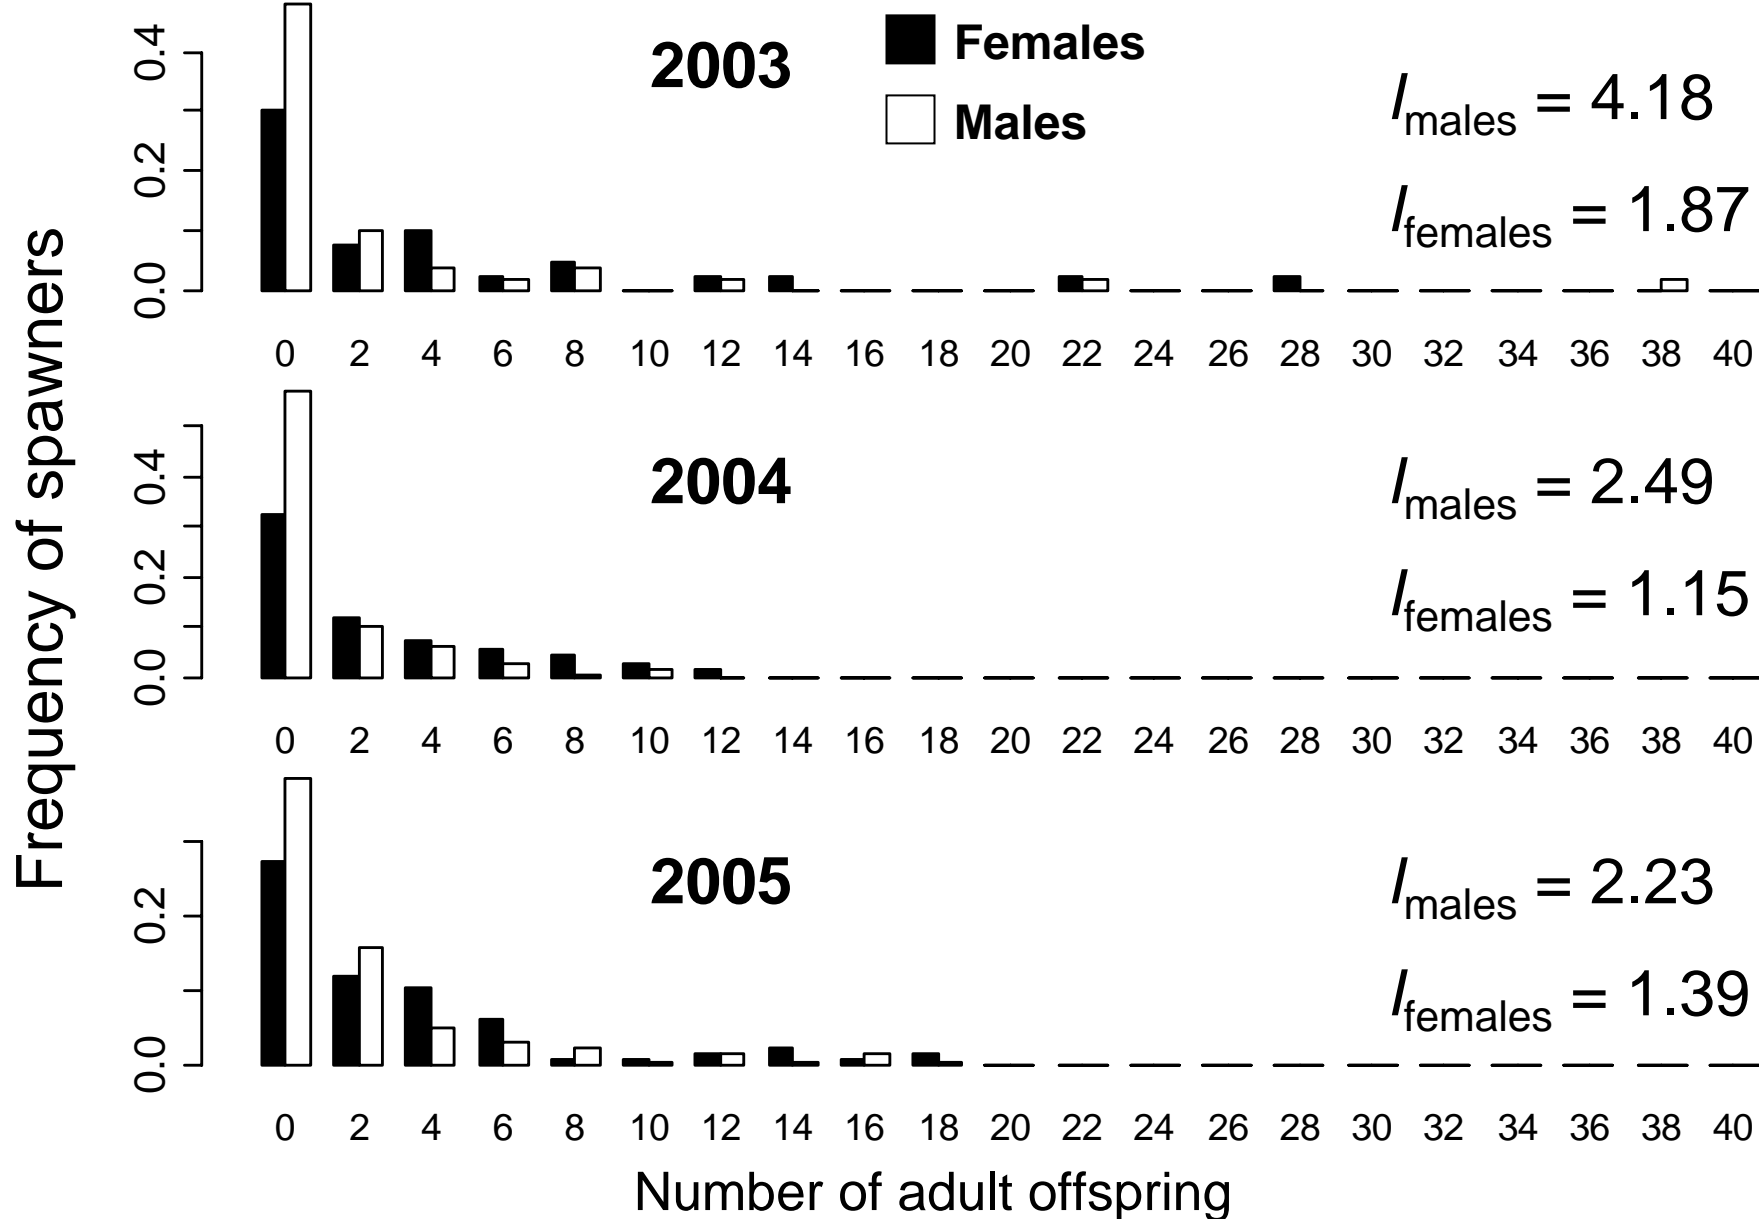 Frequency of spawners
2003
Females
Males
I males = 4.18
I females = 1.87
0.4
0.2
0.0
0 2 4 6 8 10 12 14 16 18 20 22 24 26 28 30 32 34 36 38 40
2004
I males = 2.49
I females = 1.15
0.4
0.2
0.0
0 2 4 6 8 10 12 14 16 18 20 22 24 26 28 30 32 34 36 38 40
2005
I males = 2.23
I females = 1.39
0.2
0.0
0 2 4 6 8 10 12 14 16 18 20 22 24 26 28 30 32 34 36 38 40
Number of adult offspring